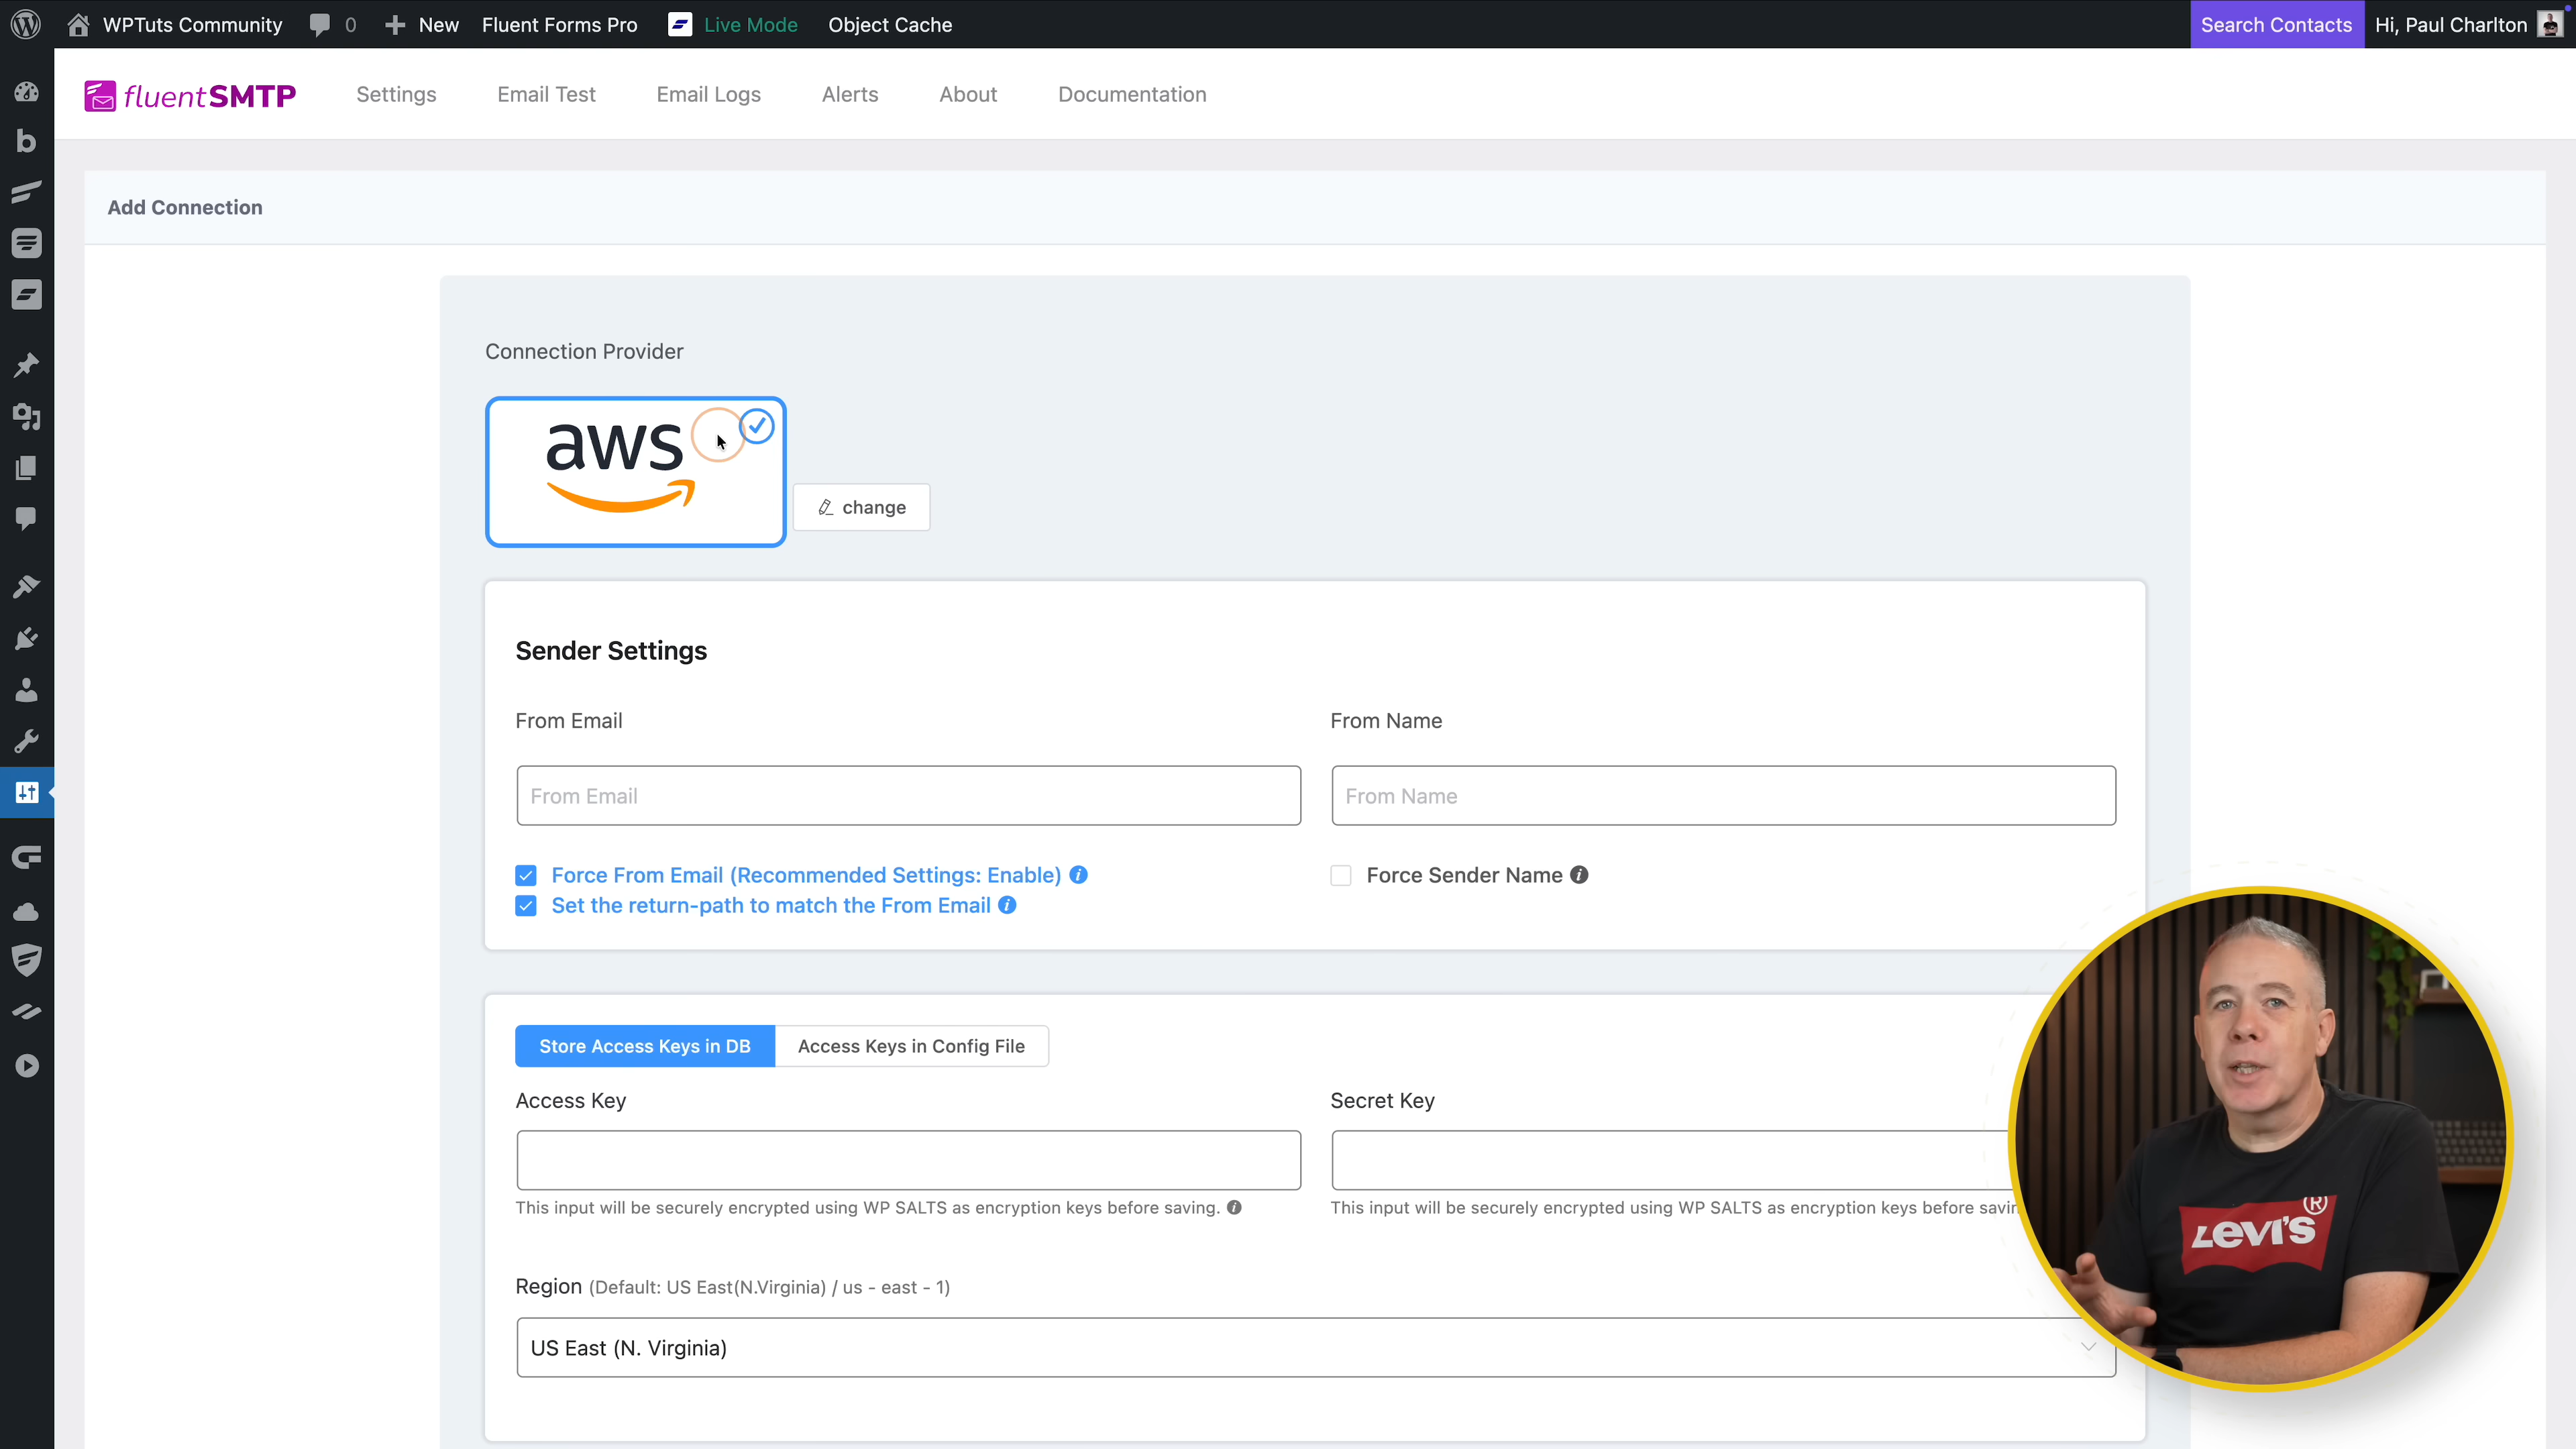 WPTuts Community 0 New Fluent Forms Pro Live Mode Object Cache Search Contacts Hi, Paul Charlton
fluentSMTP Settings Email Test Email Logs Alerts About Documentation
Add Connection
Connection Provider
aws
change
Sender Settings
From Email From Name
From Email From Name
Force From Email (Recommended Settings: Enable) Force Sender Name
Set the return-path to match the From Email
Store Access Keys in DB Access Keys in Config File
Access Key Secret Key
This input will be securely encrypted using WP SALTS as encryption keys before saving. This input will be securely encrypted using WP SALTS as encryption keys before
Region (Default: US East(N.Virginia) / us - east - 1)
US East (N. Virginia)
LEVI'S®